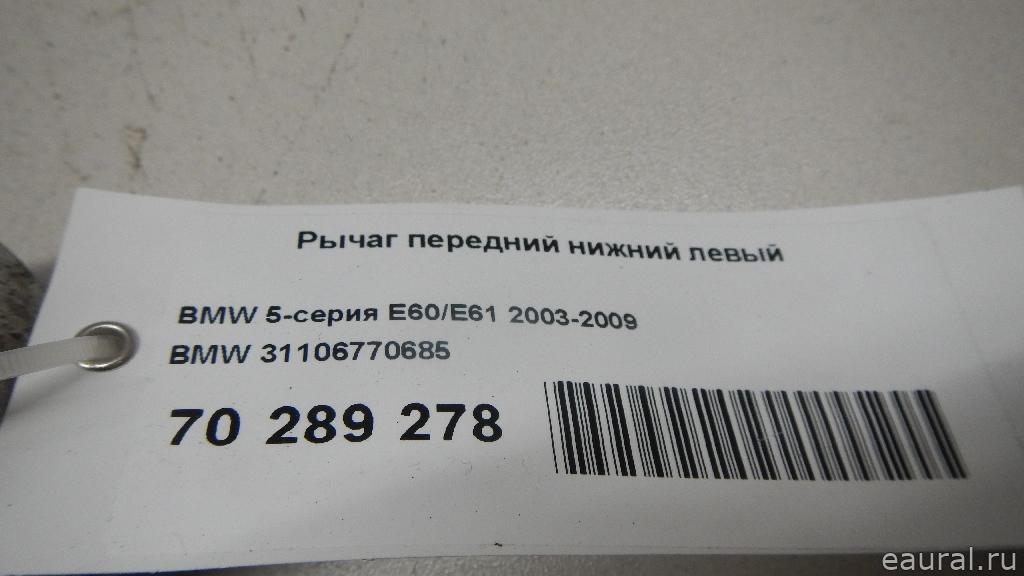 Рычаг передний нижний левый
BMW 5-серия E60/E61 2003-2009
BMW 31106770685
70 289 278
eaural.ru